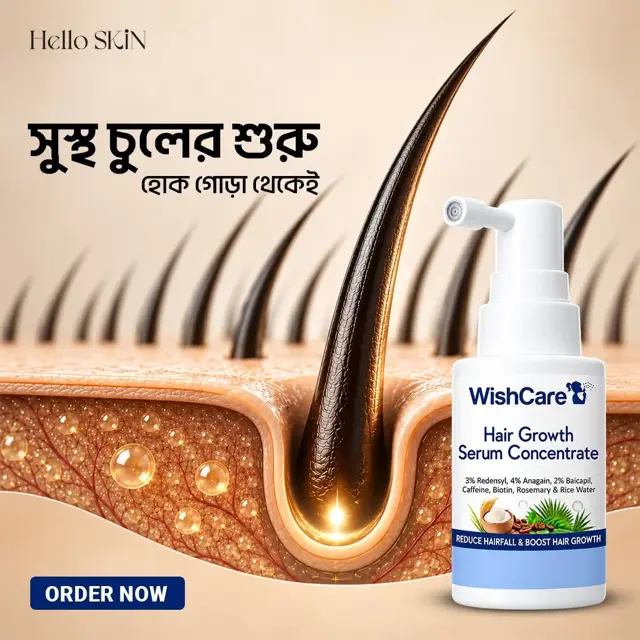 Hello SKiN
সুস্থ চুলের শুরু
হোক গোড়া থেকেই
WishCare
Hair Growth
Serum Concentrate
3% Redensyl, 4% Anagain, 2% Baicapil,
Caffeine, Biotin, Rosemary & Rice Water
REDUCE HAIRFALL & BOOST HAIR GROWTH
ORDER NOW